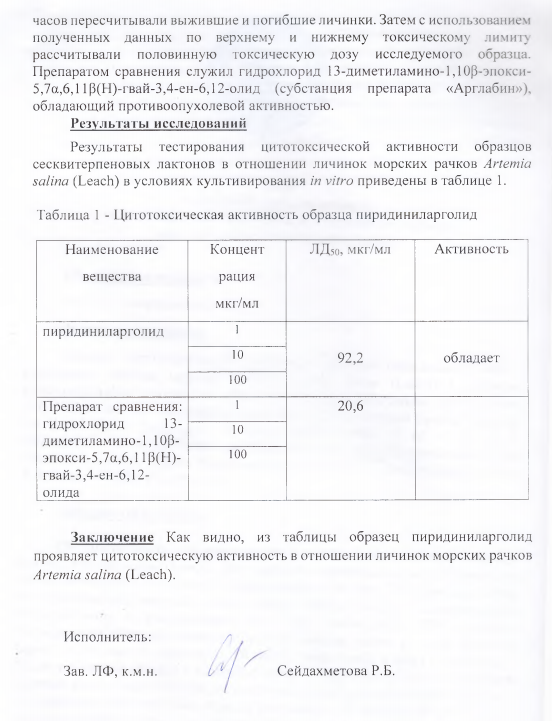 часов пересчитывали выжившие и погибшие личинки. Затем с использованием
полученных данных по верхнему и нижнему токсическому лимиту
рассчитывали половинную токсическую дозу исследуемого образца.
Препаратом сравнения служил гидрохлорид 13-диметиламино-1,10β-эпокси-
5,7α,6,11β(Н)-гвай-3,4-ен-6,12-олид (субстанция препарата «Арглабин»),
обладающий противоопухолевой активностью.
Результаты исследований
Результаты тестирования цитотоксической активности образцов
сесквитерпеновых лактонов в отношении личинок морских рачков Artemia
salina (Leach) в условиях культивирования in vitro приведены в таблице 1.
Таблица 1 - Цитотоксическая активность образца пиридиниларголид
Наименование
вещества
Концент
рация
мкг/мл
ЛД₅₀, мкг/мл
Активность
пиридиниларголид
1
10
100
92,2
обладает
Препарат сравнения:
гидрохлорид 13-
диметиламино-1,10β-
эпокси-5,7α,6,11β(Н)-
гвай-3,4-ен-6,12-
олида
1
10
100
20,6
Заключение Как видно, из таблицы образец пиридиниларголид
проявляет цитотоксическую активность в отношении личинок морских рачков
Artemia salina (Leach).
Исполнитель:
Зав. ЛФ, к.м.н. Сейдахметова Р.Б.